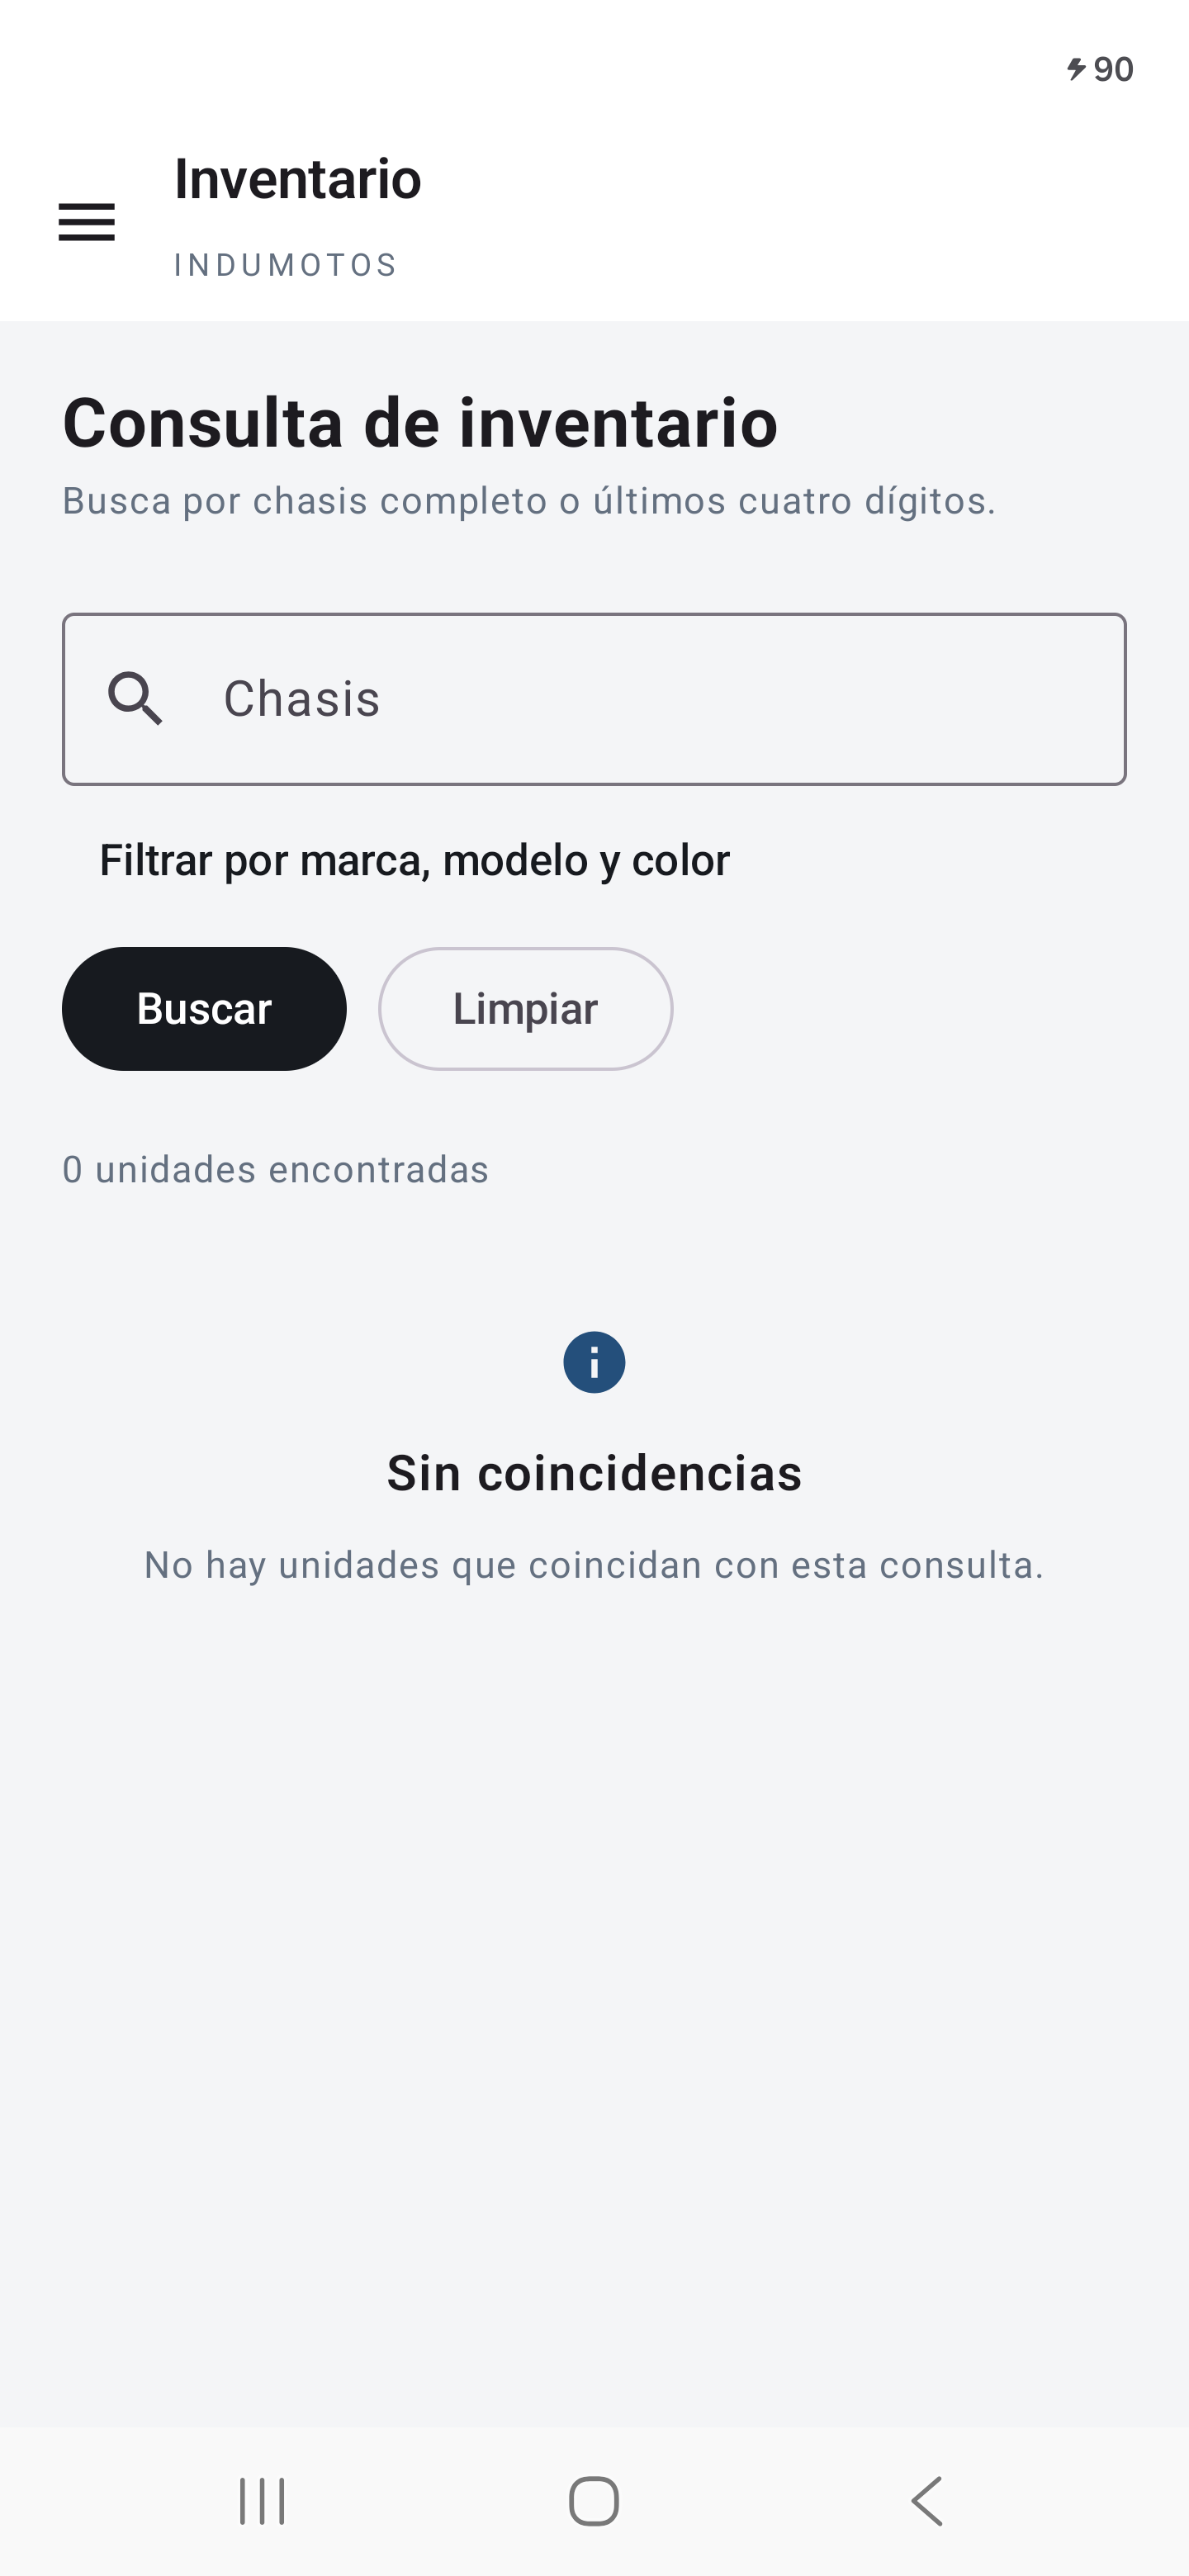 90
Inventario
INDUMOTOS
Consulta de inventario
Busca por chasis completo o últimos cuatro dígitos.
Chasis
Filtrar por marca, modelo y color
Buscar
Limpiar
0 unidades encontradas
Sin coincidencias
No hay unidades que coincidan con esta consulta.